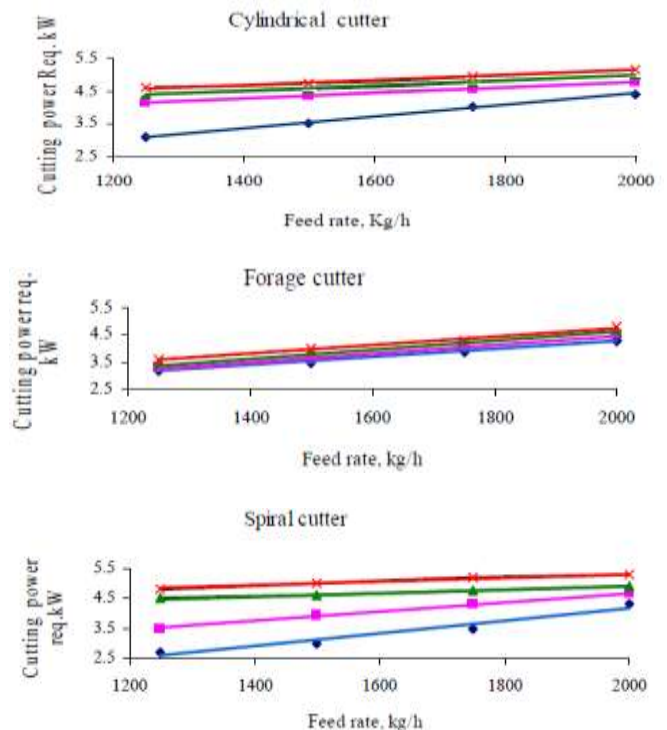 Cylindrical cutter
Cutting power Req. kW
5.5
4.5
3.5
2.5
1200 1400 1600 1800 2000
Feed rate, Kg/h
Forage cutter
Cutting power req.
kW
5.5
4.5
3.5
2.5
1200 1400 1600 1800 2000
Feed rate, kg/h
Spiral cutter
Cutting power
req.kW
5.5
4.5
3.5
2.5
1200 1400 1600 1800 2000
Feed rate, kg/h